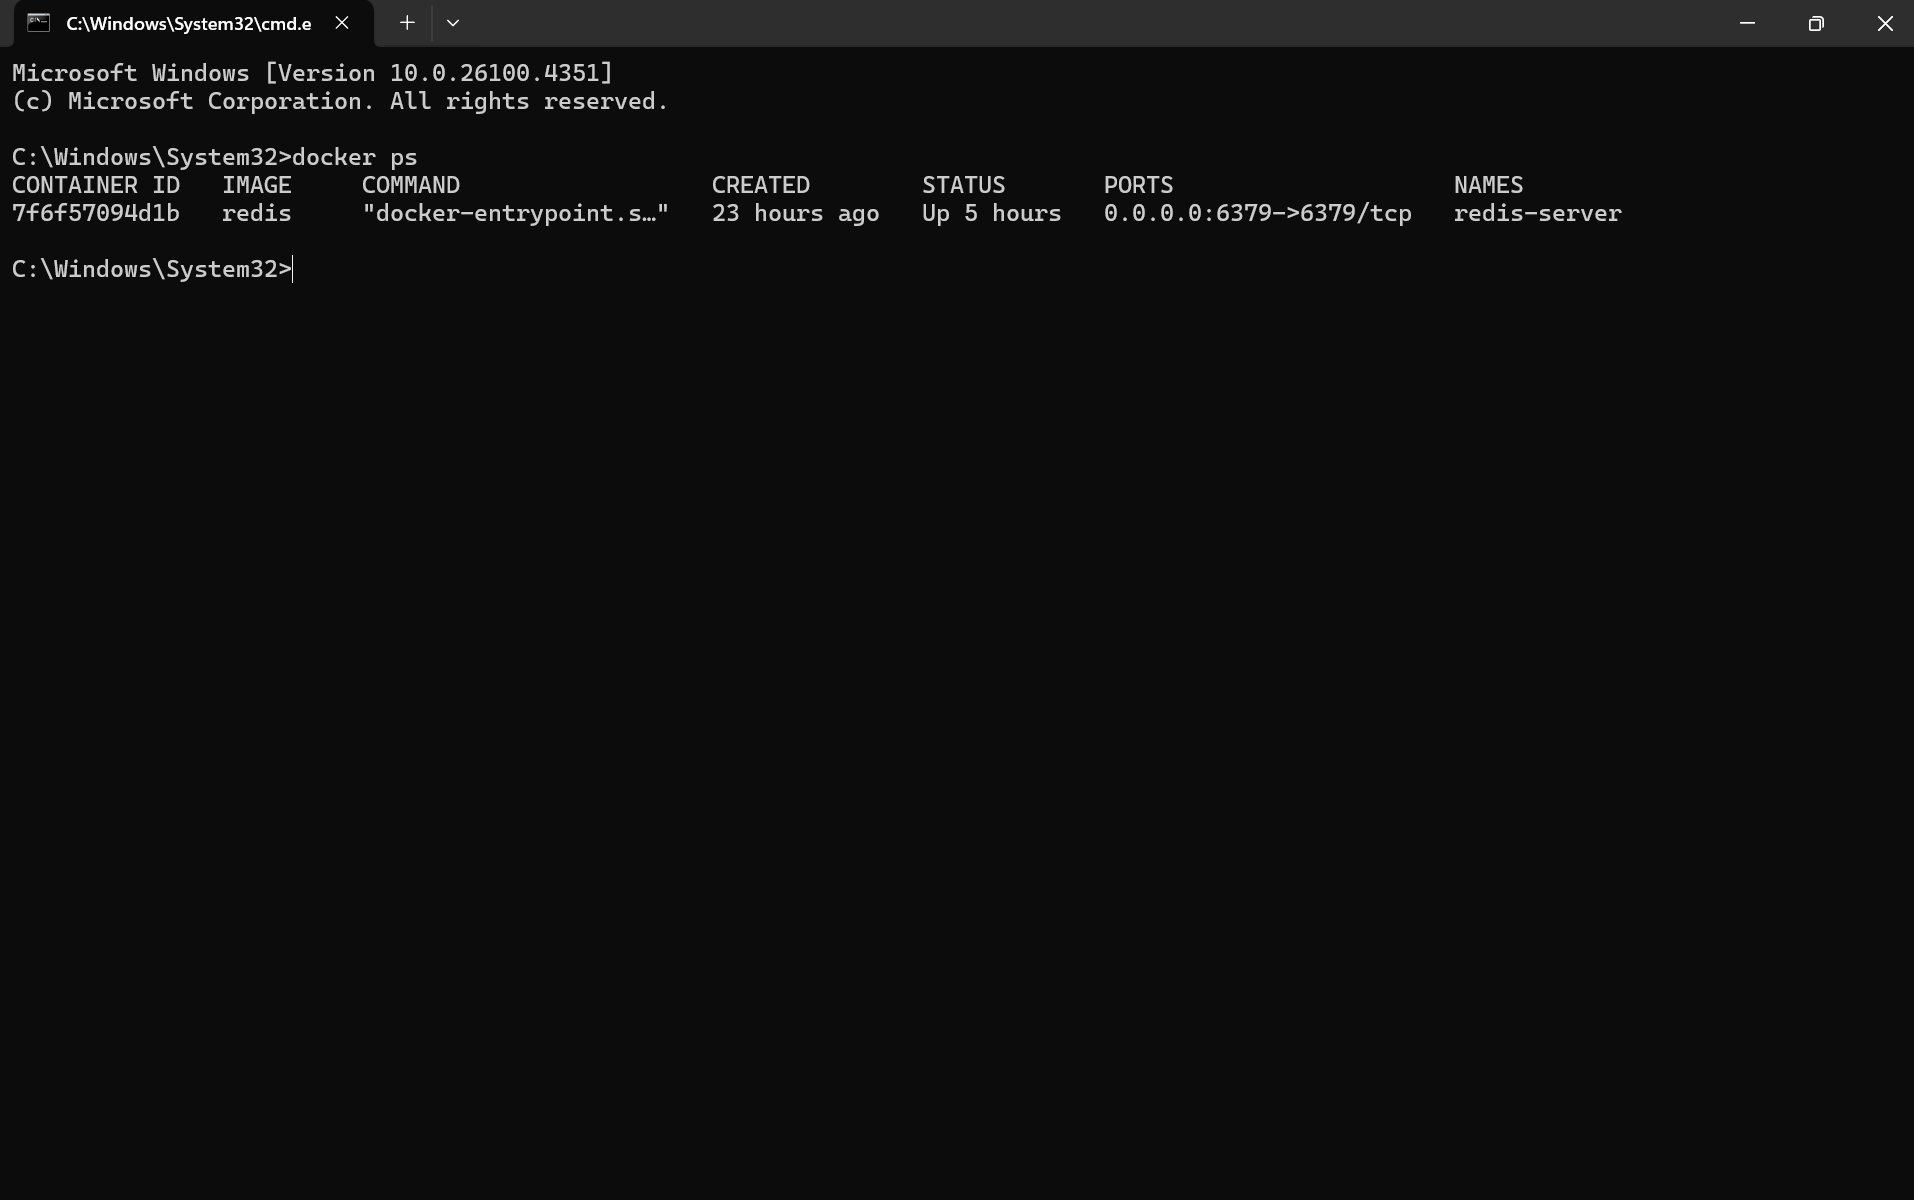 C:\Windows\System32\cmd.e
Microsoft Windows [Version 10.0.26100.4351]
(c) Microsoft Corporation. All rights reserved.
C:\Windows\System32>docker ps
CONTAINER ID   IMAGE     COMMAND                  CREATED        STATUS       PORTS                    NAMES
7f6f57094d1b   redis     "docker-entrypoint.s…"   23 hours ago   Up 5 hours   0.0.0.0:6379->6379/tcp   redis-server
C:\Windows\System32>